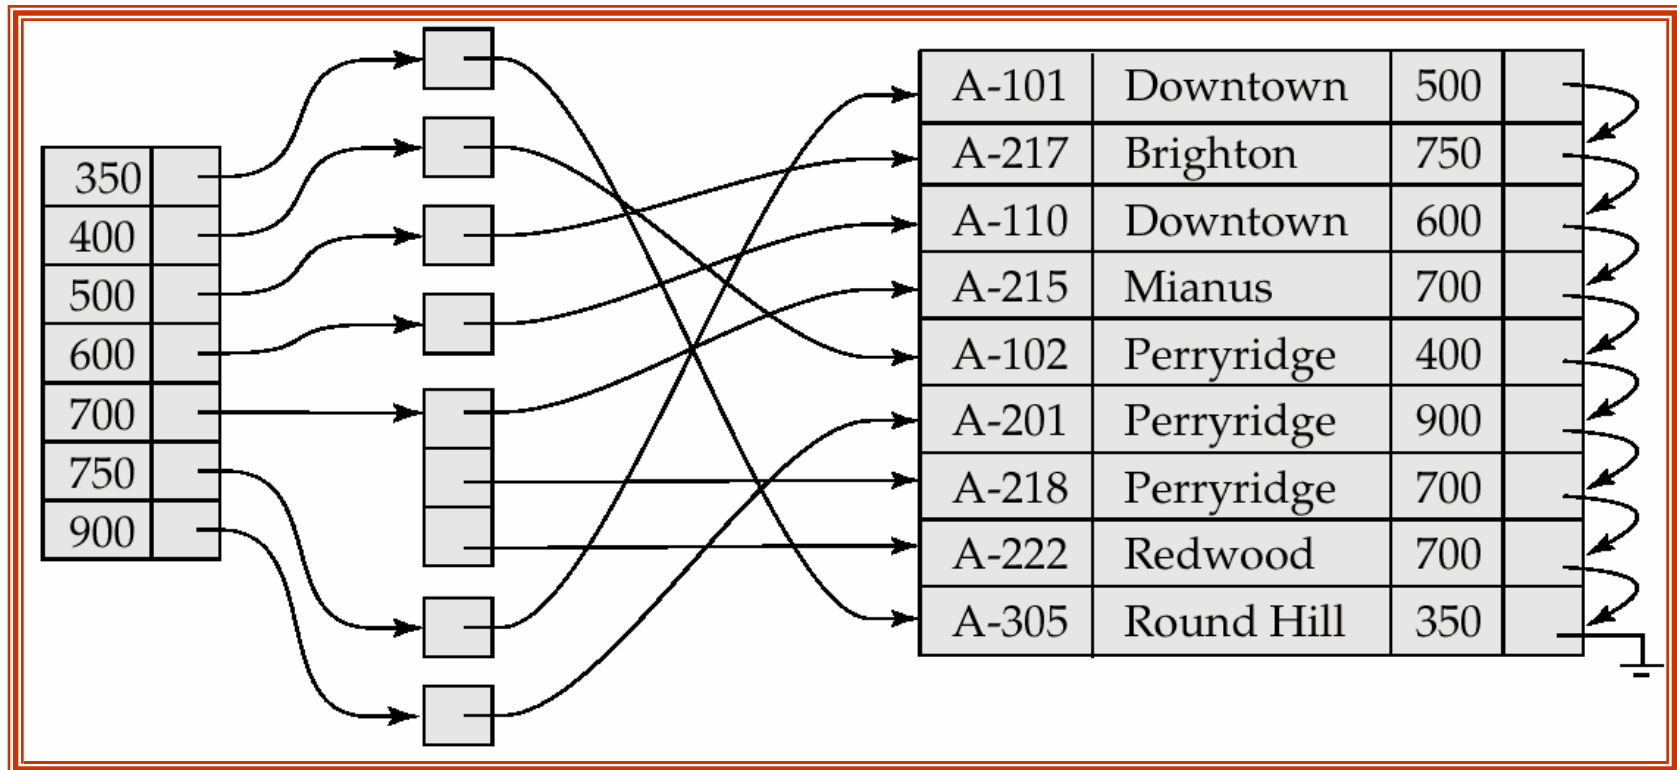 350
400
500
600
700
750
900
A-101 Downtown 500
A-217 Brighton 750
A-110 Downtown 600
A-215 Mianus 700
A-102 Perryridge 400
A-201 Perryridge 900
A-218 Perryridge 700
A-222 Redwood 700
A-305 Round Hill 350